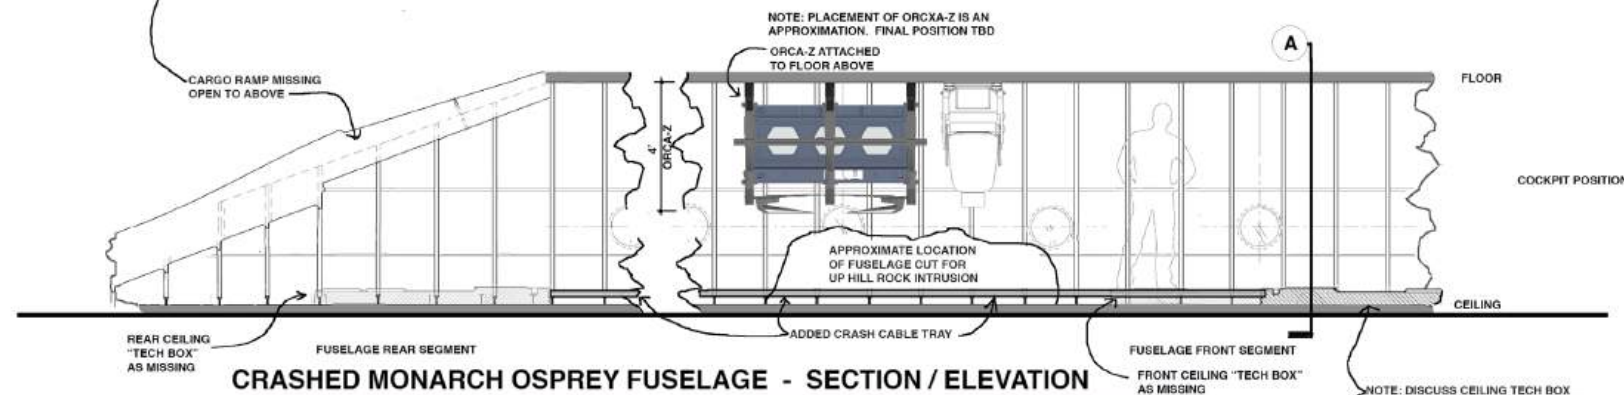 NOTE: PLACEMENT OF ORCXA-Z IS AN
APPROXIMATION. FINAL POSITION TBD
ORCA-Z ATTACHED
TO FLOOR ABOVE
A
CARGO RAMP MISSING
OPEN TO ABOVE
FLOOR
4'
ORCA-Z
COCKPIT POSITION
APPROXIMATE LOCATION
OF FUSELAGE CUT FOR
UP HILL ROCK INTRUSION
CEILING
ADDED CRASH CABLE TRAY
REAR CEILING
"TECH BOX"
AS MISSING
FUSELAGE REAR SEGMENT
FUSELAGE FRONT SEGMENT
FRONT CEILING "TECH BOX"
AS MISSING
CRASHED MONARCH OSPREY FUSELAGE - SECTION / ELEVATION
NOTE: DISCUSS CEILING TECH BOX